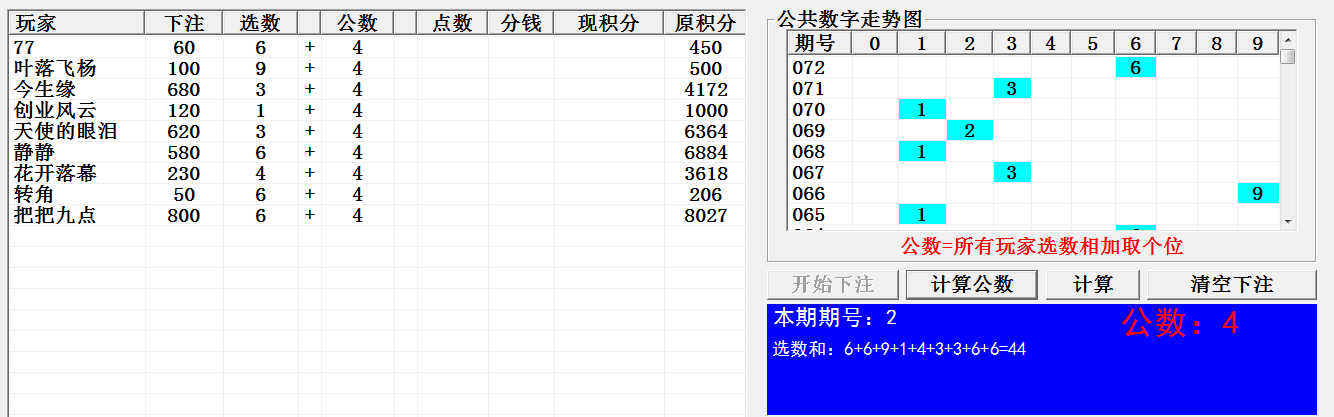 玩家 下注 选数 公数 点数 分钱 现积分 原积分
77 60 6 + 4 450
叶落飞杨 100 9 + 4 500
今生缘 680 3 + 4 4172
创业风云 120 1 + 4 1000
天使的眼泪 620 3 + 4 6364
静静 580 6 + 4 6884
花开落幕 230 4 + 4 3618
转角 50 6 + 4 206
把把九点 800 6 + 4 8027
公共数字走势图
期号 0 1 2 3 4 5 6 7 8 9
072 6
071 3
070 1
069 2
068 1
067 3
066 9
065 1
公数=所有玩家选数相加取个位
开始下注 计算公数 计算 清空下注
本期期号：2 公数：4
选数和：6+6+9+1+4+3+3+6+6=44